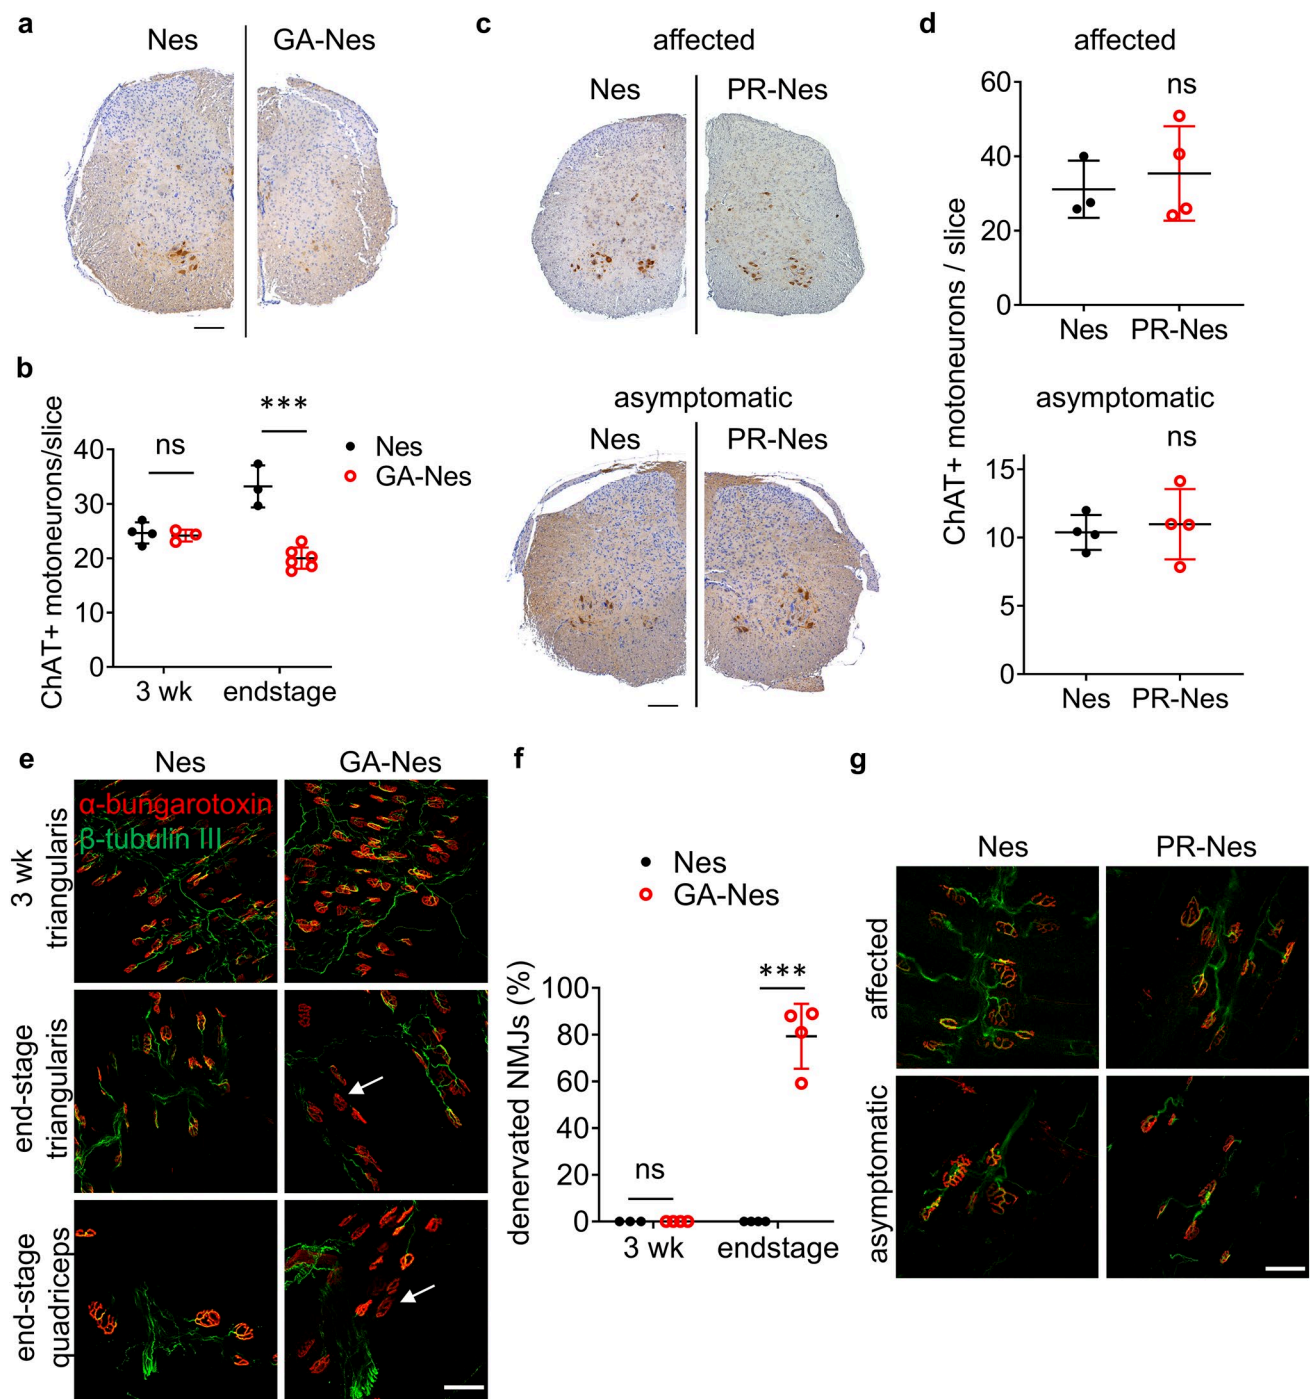 a
Nes
GA-Nes
b
ChAT+ motoneurons/slice
40
30
20
10
0
ns
***
Nes
GA-Nes
3 wk
endstage
c
affected
Nes
PR-Nes
asymptomatic
Nes
PR-Nes
d
ChAT+ motoneurons / slice
affected
60
40
20
0
ns
Nes
PR-Nes
asymptomatic
15
10
5
0
ns
Nes
PR-Nes
e
Nes
GA-Nes
3 wk
triangularis
α-bungarotoxin
β-tubulin III
end-stage
triangularis
end-stage
quadriceps
f
Nes
GA-Nes
denervated NMJs (%)
100
80
60
40
20
0
ns
***
3 wk
endstage
g
Nes
PR-Nes
affected
asymptomatic